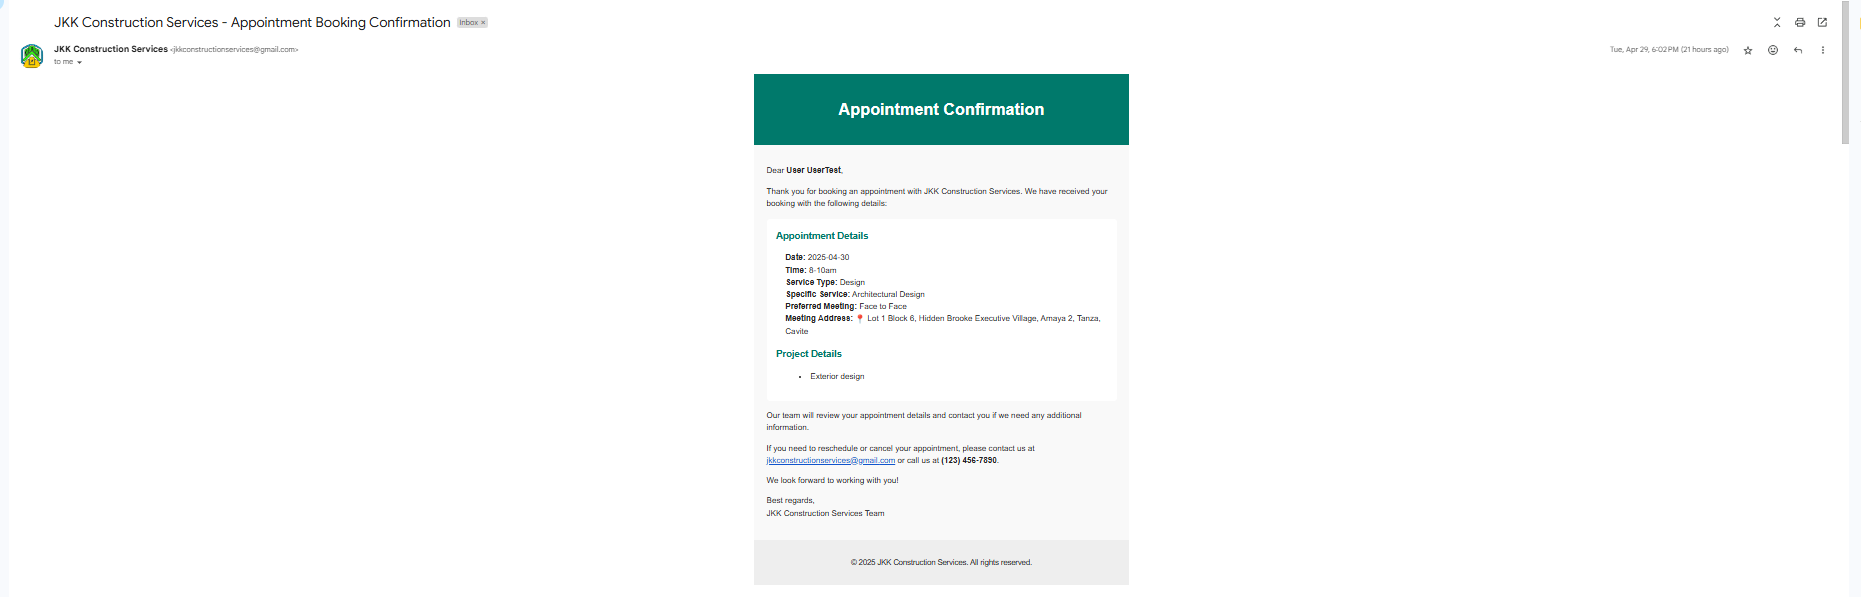 JKK Construction Services - Appointment Booking Confirmation Inbox ×
JKK Construction Services <jkkconstructionservices@gmail.com>
to me
Tue, Apr 29, 6:02 PM (21 hours ago)
Appointment Confirmation
Dear User UserTest,
Thank you for booking an appointment with JKK Construction Services. We have received your
booking with the following details:
Appointment Details
Date: 2025-04-30
Time: 8-10am
Service Type: Design
Specific Service: Architectural Design
Preferred Meeting: Face to Face
Meeting Address: 📍 Lot 1 Block 6, Hidden Brooke Executive Village, Amaya 2, Tanza,
Cavite
Project Details
• Exterior design
Our team will review your appointment details and contact you if we need any additional
information.
If you need to reschedule or cancel your appointment, please contact us at
jkkconstructionservices@gmail.com or call us at (123) 456-7890.
We look forward to working with you!
Best regards,
JKK Construction Services Team
© 2025 JKK Construction Services. All rights reserved.